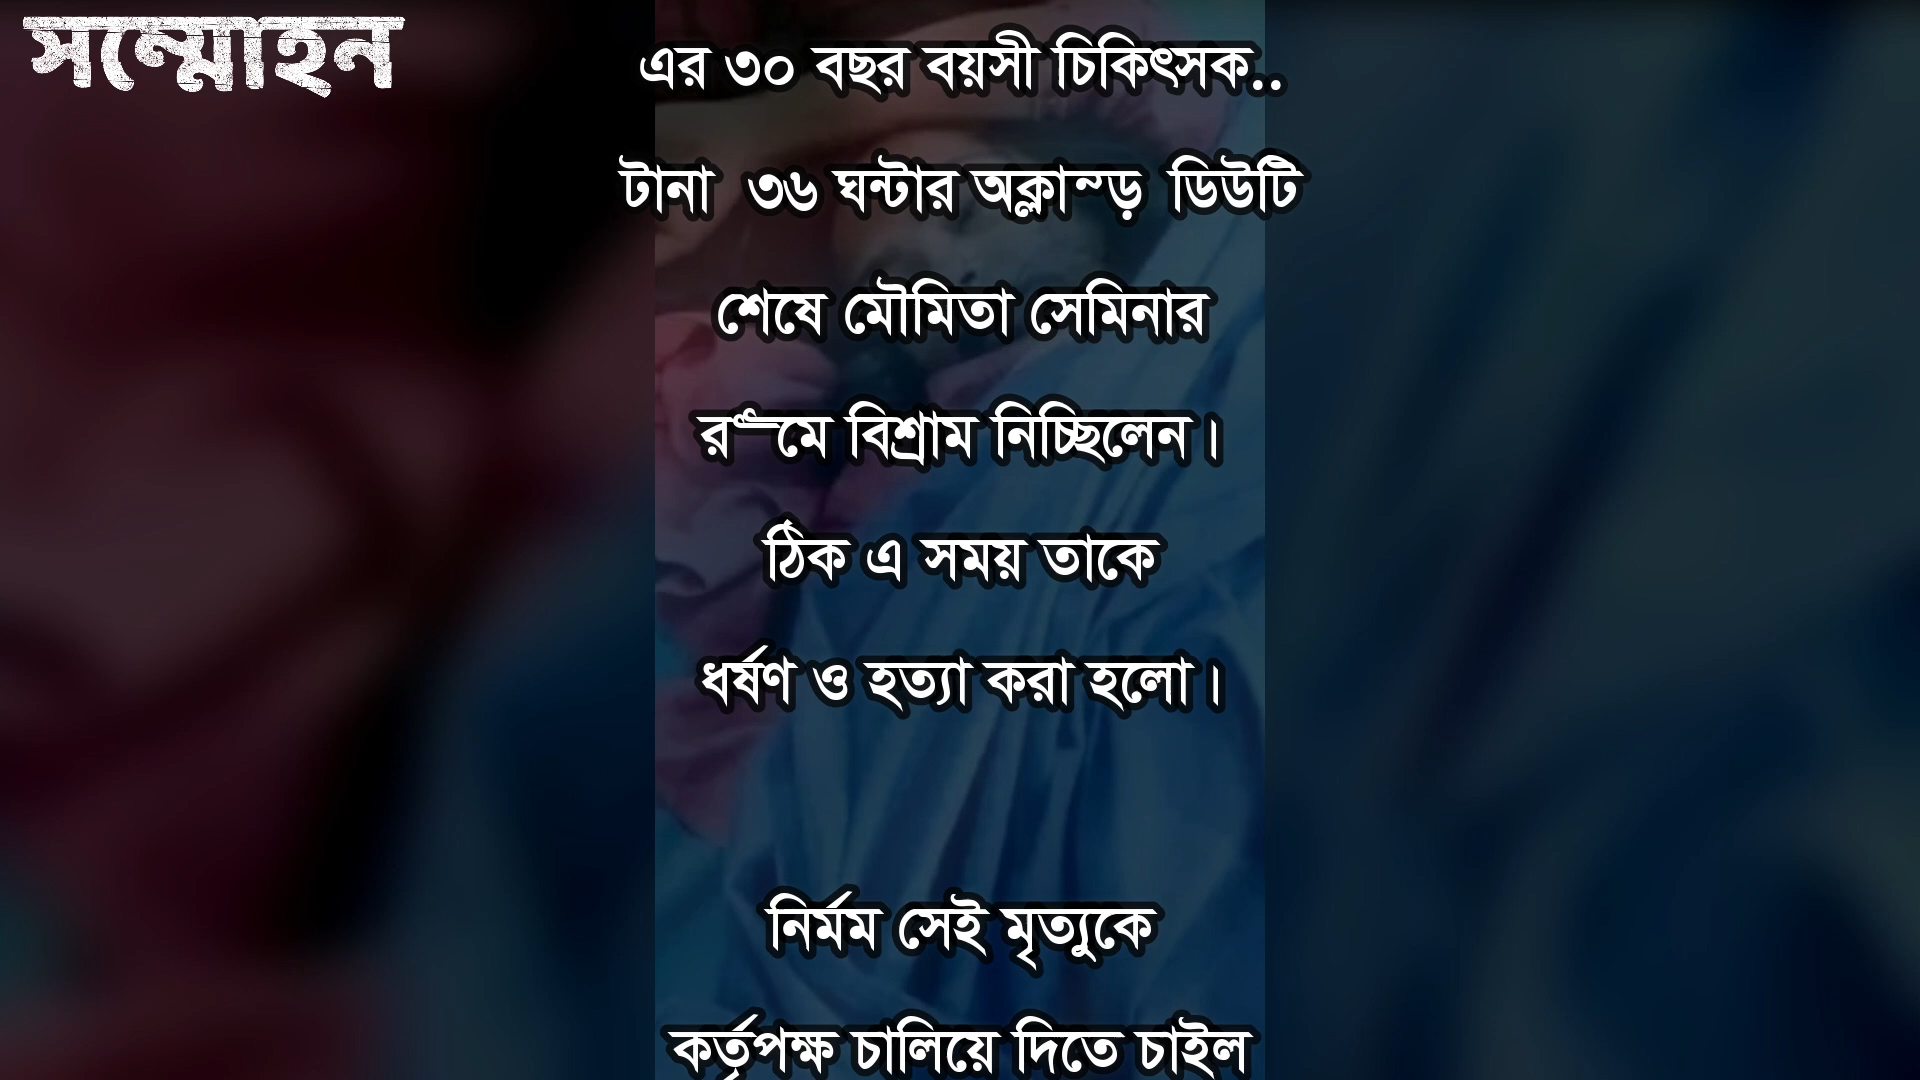 সম্মোহন
এর ৩০ বছর বয়সী চিকিৎসক..
টানা ৩৬ ঘন্টার অক্লান্ড় ডিউটি
শেষে মৌমিতা সেমিনার
র“মে বিশ্রাম নিচ্ছিলেন।
ঠিক এ সময় তাকে
ধর্ষণ ও হত্যা করা হলো।
নির্মম সেই মৃত্যুকে
কর্তৃপক্ষ চালিয়ে দিতে চাইল